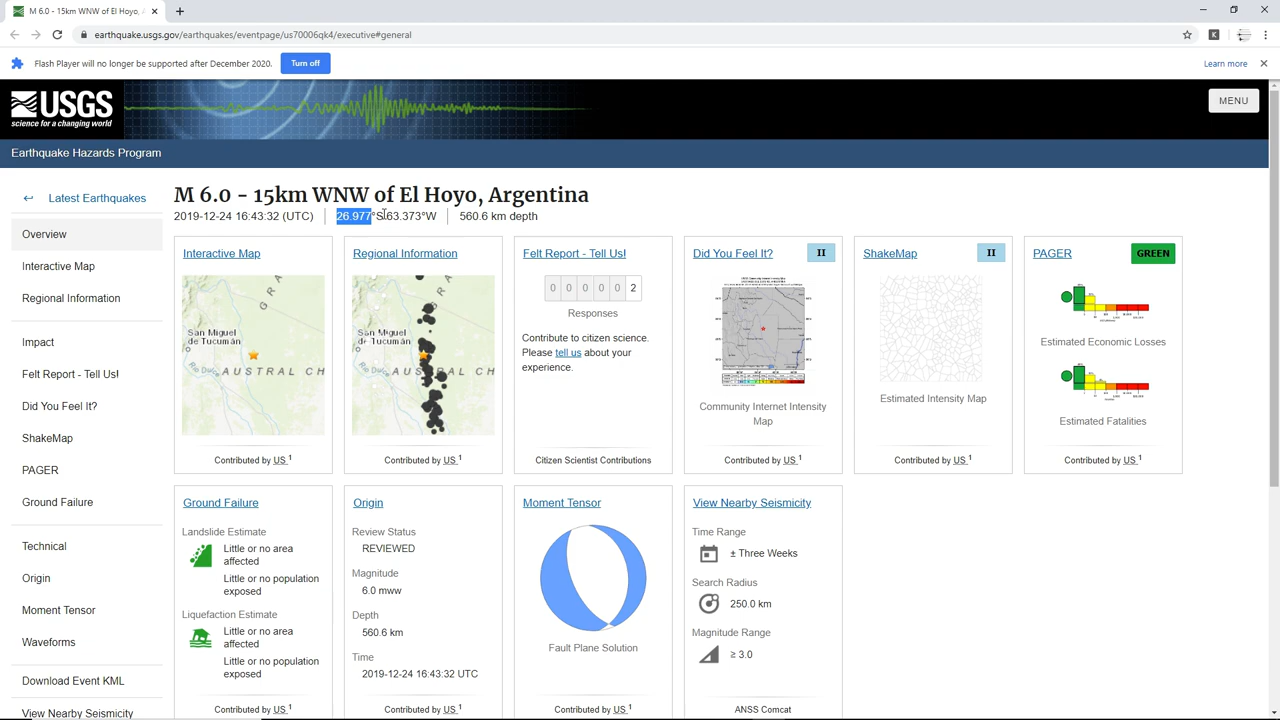 M 6.0 - 15km WNW of El Hoyo, A
earthquake.usgs.gov/earthquakes/eventpage/us70006qk4/executive#general
K
Flash Player will no longer be supported after December 2020.
Turn off
Learn more
USGS
science for a changing world
MENU
Earthquake Hazards Program
Latest Earthquakes
Overview
Interactive Map
Regional Information
Impact
Felt Report - Tell Us!
Did You Feel It?
ShakeMap
PAGER
Ground Failure
Technical
Origin
Moment Tensor
Waveforms
Download Event KML
View Nearby Seismicity
M 6.0 - 15km WNW of El Hoyo, Argentina
2019-12-24 16:43:32 (UTC)
26.977°S 63.373°W
560.6 km depth
Interactive Map
GRA
San Miguel
de Tucumán
Río Du
AUSTRAL CH
Contributed by US 1
Regional Information
GRA
San Miguel
de Tucumán
AUSTRAL CH
Contributed by US 1
Felt Report - Tell Us!
0 0 0 0 0 2
Responses
Contribute to citizen science.
Please tell us about your
experience.
Citizen Scientist Contributions
Did You Feel It?
II
Community Internet Intensity
Map
Contributed by US 1
ShakeMap
II
Estimated Intensity Map
Contributed by US 1
PAGER
GREEN
Estimated Economic Losses
Estimated Fatalities
Contributed by US 1
Ground Failure
Landslide Estimate
Little or no area
affected
Little or no population
exposed
Liquefaction Estimate
Little or no area
affected
Little or no population
exposed
Contributed by US 1
Origin
Review Status
REVIEWED
Magnitude
6.0 mww
Depth
560.6 km
Time
2019-12-24 16:43:32 UTC
Contributed by US 1
Moment Tensor
Fault Plane Solution
Contributed by US 1
View Nearby Seismicity
Time Range
± Three Weeks
Search Radius
250.0 km
Magnitude Range
≥ 3.0
ANSS Comcat